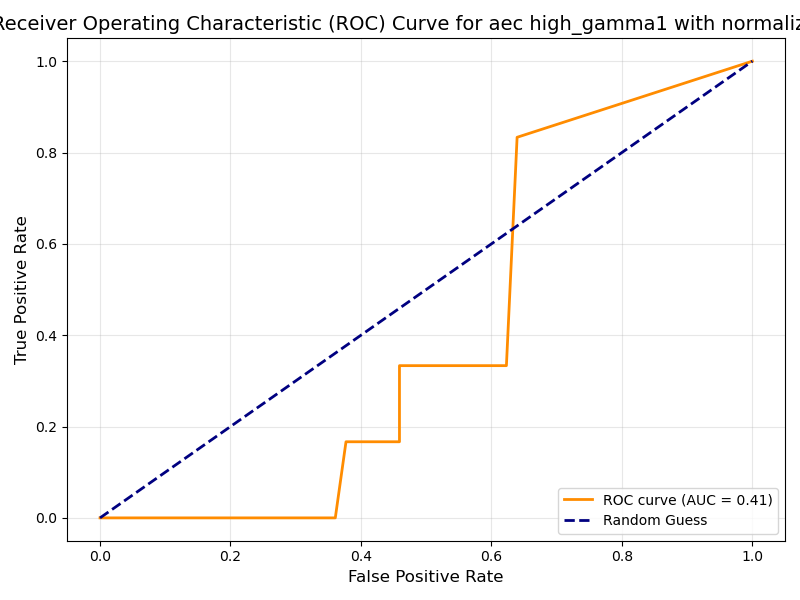 Receiver Operating Characteristic (ROC) Curve for aec high_gamma1 with normaliz
1.0
0.8
0.6
0.4
0.2
0.0
True Positive Rate
ROC curve (AUC = 0.41)
Random Guess
0.0 0.2 0.4 0.6 0.8 1.0
False Positive Rate